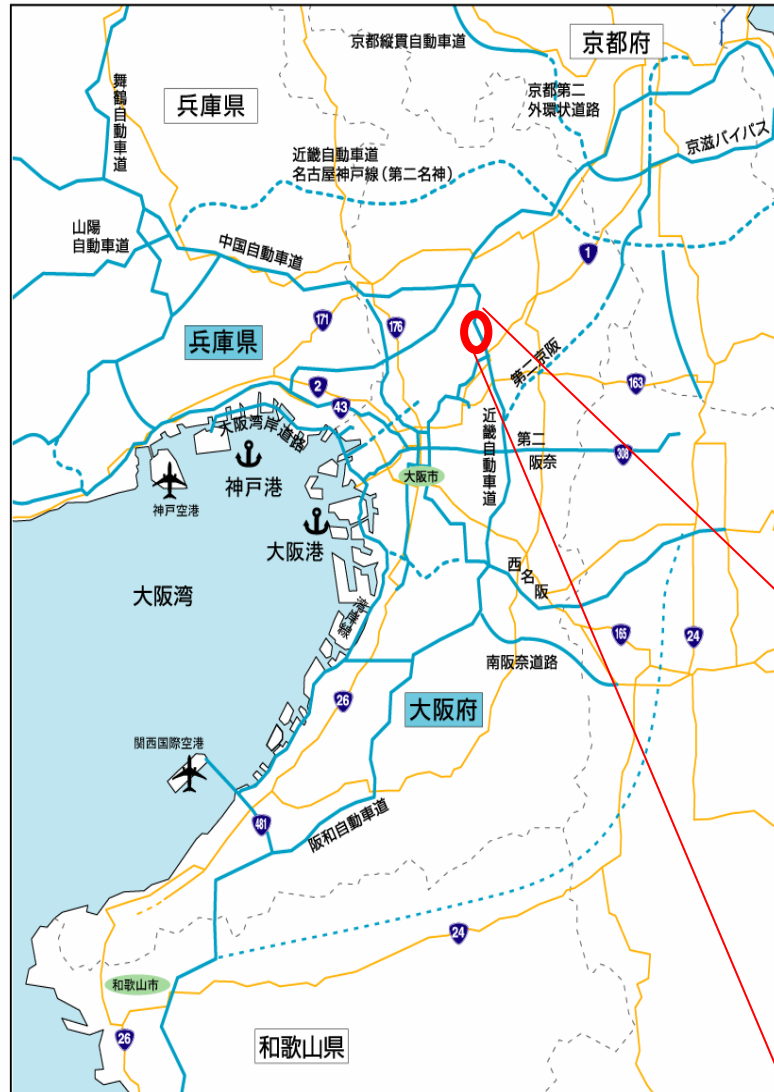 京都縦貫自動車道
京都府
舞鶴自動車道
兵庫県
京都第二
外環状道路
京滋バイパス
近畿自動車道
名古屋神戸線(第二名神)
山陽
自動車道
中国自動車道
1
171
176
兵庫県
第二京阪
2
43
163
近畿自動車道
大阪湾岸道路
第二
阪奈
308
大阪市
神戸港
神戸空港
大阪港
西名阪
大阪湾
湾岸線
165
24
南阪奈道路
26
大阪府
関西国際空港
481
阪和自動車道
24
和歌山市
26
和歌山県